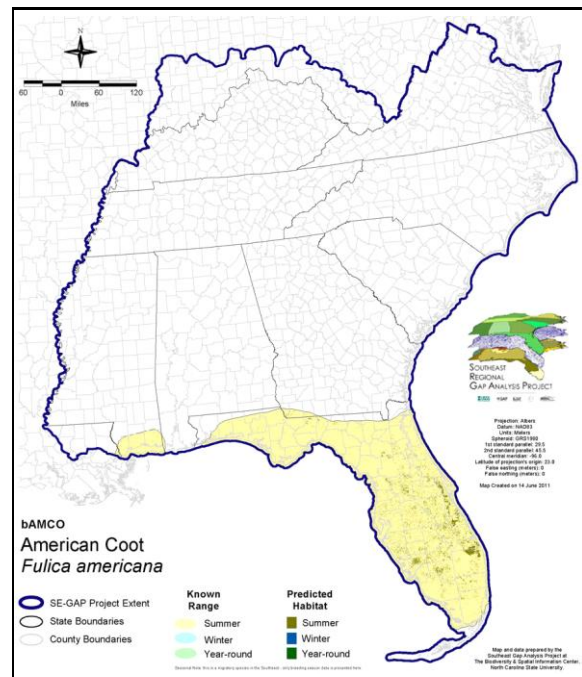 N
60 0 60 120
Miles
SOUTHEAST
REGIONAL
GAP ANALYSIS PROJECT
Projection: Albers
Datum: NAD83
Units: Meters
Spheroid: GRS1980
1st standard parallel: 29.5
2nd standard parallel: 45.5
Central meridian: -96.0
Latitude of projection's origin: 23.0
False easting (meters): 0
False northing (meters): 0
Map Created on 14 June 2011
bAMCO
American Coot
Fulica americana
SE-GAP Project Extent
State Boundaries
County Boundaries
Known
Range
Summer
Winter
Year-round
Predicted
Habitat
Summer
Winter
Year-round
Map and data prepared by the
Southeast Gap Analysis Project at
The Biodiversity & Spatial Information Center,
North Carolina State University.